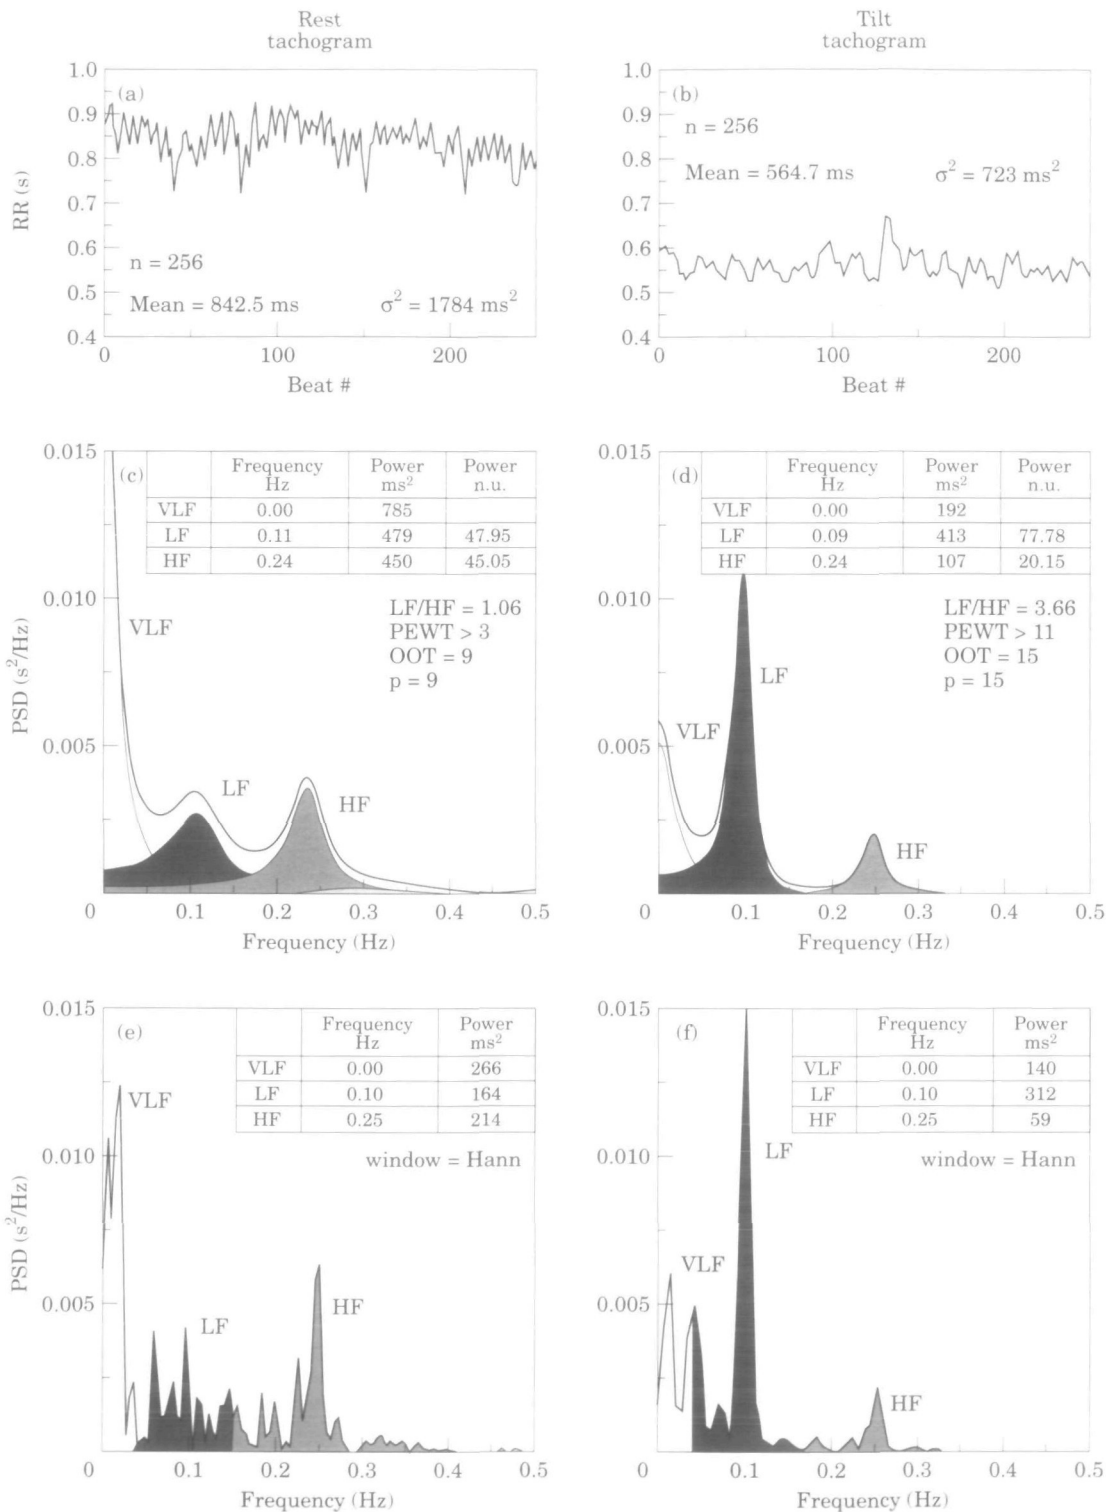 Rest
tachogram
Tilt
tachogram
1.0
0.9
0.8
0.7
0.6
0.5
0.4
RR (s)
(a)
n = 256
Mean = 842.5 ms σ² = 1784 ms²
0 100 200
Beat #
1.0
0.9
0.8
0.7
0.6
0.5
0.4
(b)
n = 256
Mean = 564.7 ms σ² = 723 ms²
0 100 200
Beat #
0.015
0.010
0.005
PSD (s²/Hz)
(c)
Frequency Power Power
Hz ms² n.u.
VLF 0.00 785
LF 0.11 479 47.95
HF 0.24 450 45.05
LF/HF = 1.06
PEWT > 3
OOT = 9
p = 9
VLF
LF
HF
0 0.1 0.2 0.3 0.4 0.5
Frequency (Hz)
0.015
0.010
0.005
(d)
Frequency Power Power
Hz ms² n.u.
VLF 0.00 192
LF 0.09 413 77.78
HF 0.24 107 20.15
LF/HF = 3.66
PEWT > 11
OOT = 15
p = 15
LF
VLF
HF
0 0.1 0.2 0.3 0.4 0.5
Frequency (Hz)
0.015
0.010
0.005
PSD (s²/Hz)
(e)
Frequency Power
Hz ms²
VLF 0.00 266
LF 0.10 164
HF 0.25 214
window = Hann
VLF
LF
HF
0 0.1 0.2 0.3 0.4 0.5
Frequency (Hz)
0.015
0.010
0.005
(f)
Frequency Power
Hz ms²
VLF 0.00 140
LF 0.10 312
HF 0.25 59
window = Hann
LF
VLF
HF
0 0.1 0.2 0.3 0.4 0.5
Frequency (Hz)